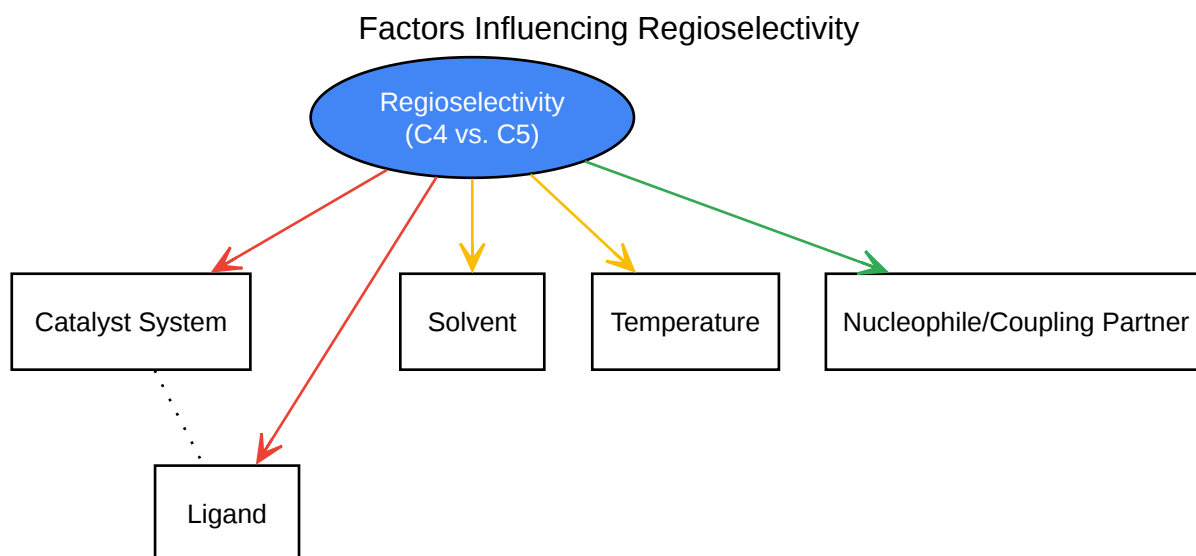 Factors Influencing Regioselectivity
Regioselectivity
(C4 vs. C5)
Catalyst System
Solvent
Temperature
Nucleophile/Coupling Partner
Ligand